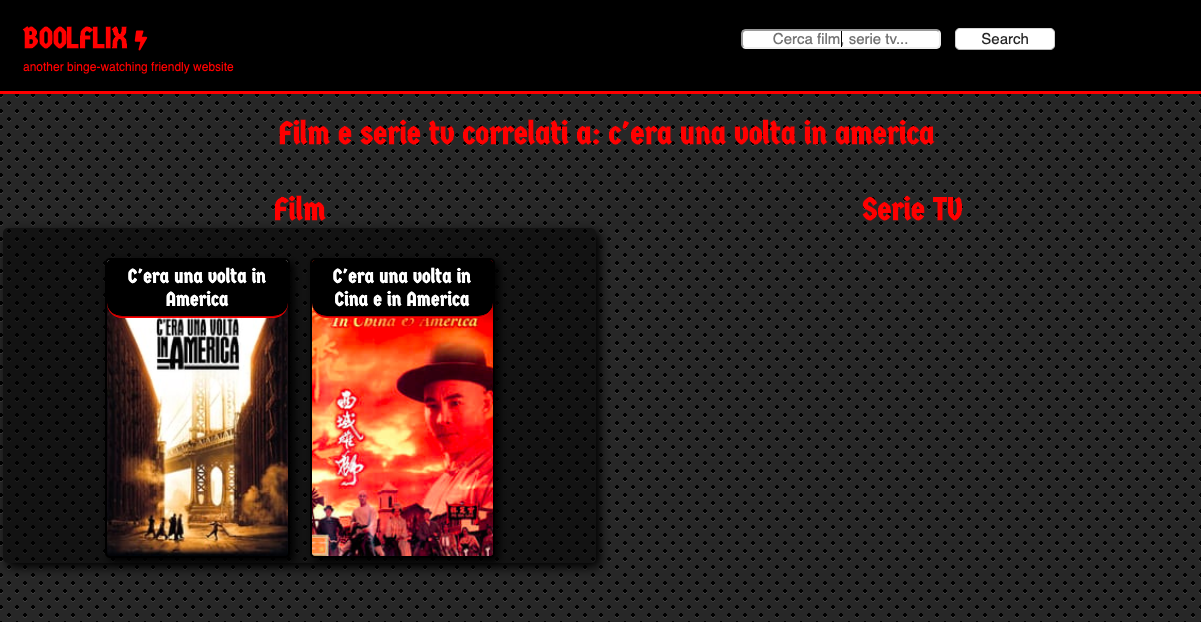 BOOLFLIX
another binge-watching friendly website
Cerca film, serie tv...
Search
Film e serie tv correlati a: c'era una volta in america
Film
Serie TV
C'era una volta in
America
C'era una volta in
Cina e in America
C'ERA UNA VOLTA
IN AMERICA
In China & America
西
域
雄
獅